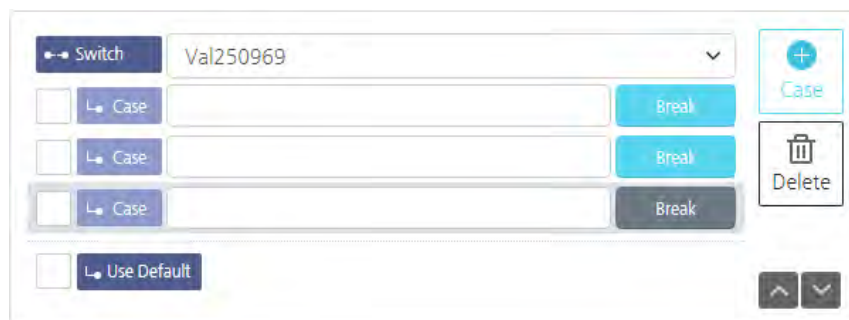 Switch Val250969
Case
Case Break
Case Break
Case Break
Delete
Use Default